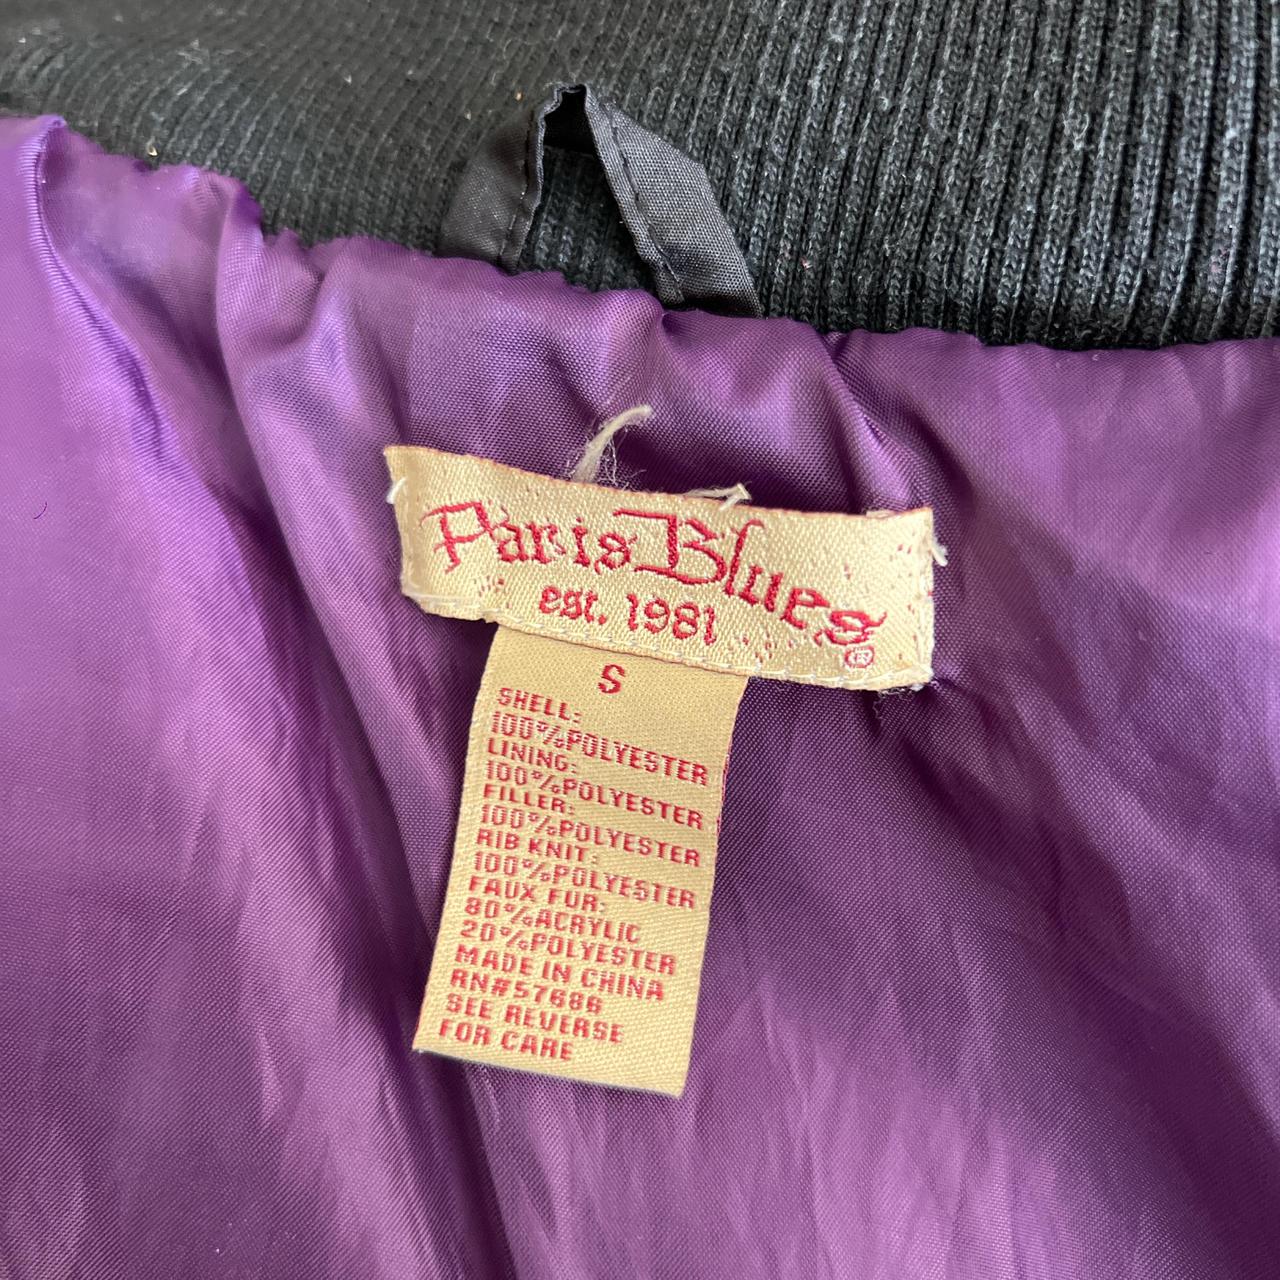 Paris Blues
est. 1981
®
S
SHELL:
100%POLYESTER
LINING:
100%POLYESTER
FILLER:
100%POLYESTER
RIB KNIT:
100%POLYESTER
FAUX FUR:
80%ACRYLIC
20%POLYESTER
MADE IN CHINA
RN#57686
SEE REVERSE
FOR CARE